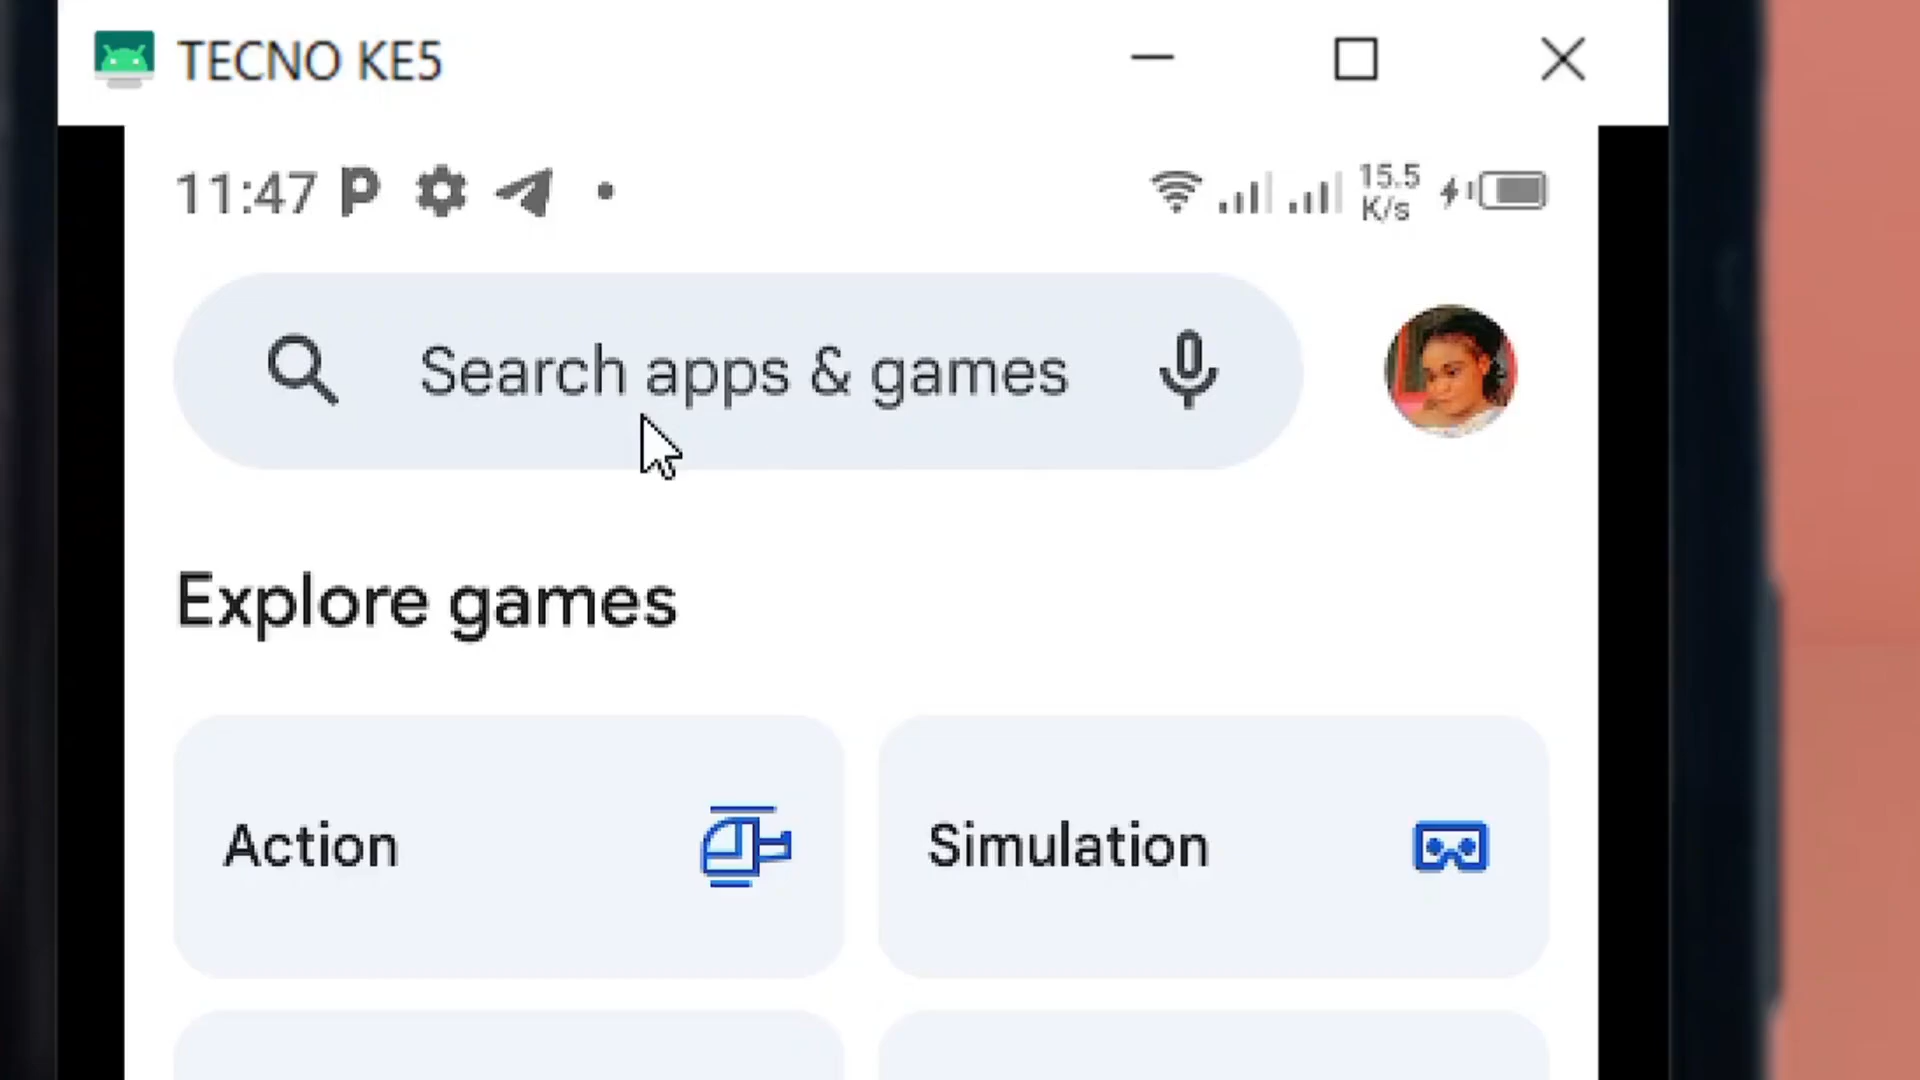 TECNO KE5
11:47
15.5
K/s
Search apps & games
Explore games
Action
Simulation